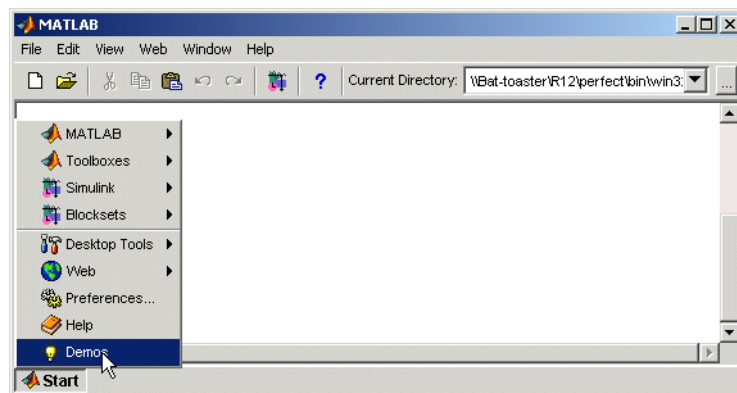 MATLAB
File Edit View Web Window Help
? Current Directory: \\Bat-toaster\R12\perfect\bin\win3: ...
MATLAB
Toolboxes
Simulink
Blocksets
Desktop Tools
Web
Preferences...
Help
Demos
Start